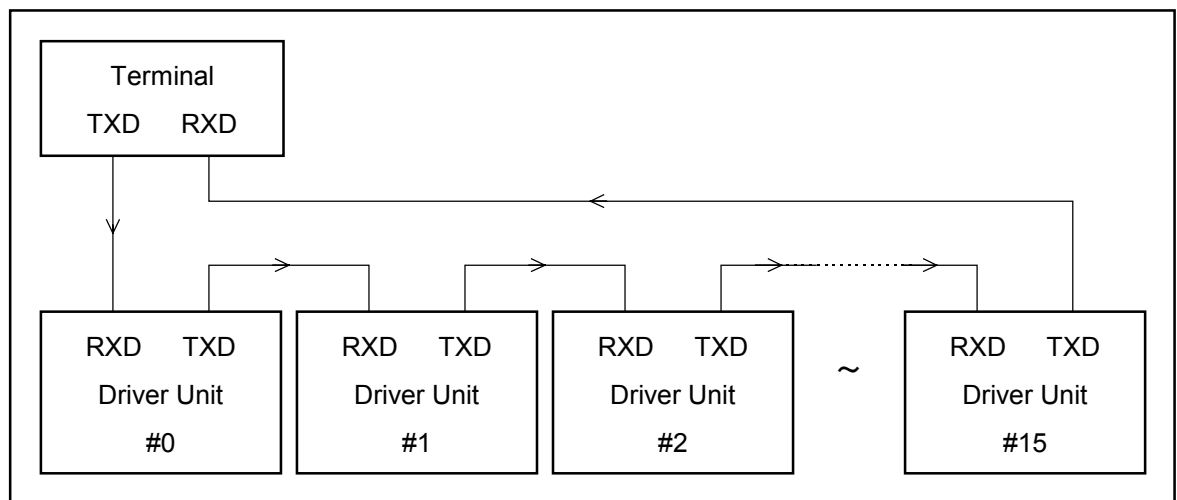 Terminal
TXD RXD
RXD TXD
Driver Unit
#0
RXD TXD
Driver Unit
#1
RXD TXD
Driver Unit
#2
~
RXD TXD
Driver Unit
#15